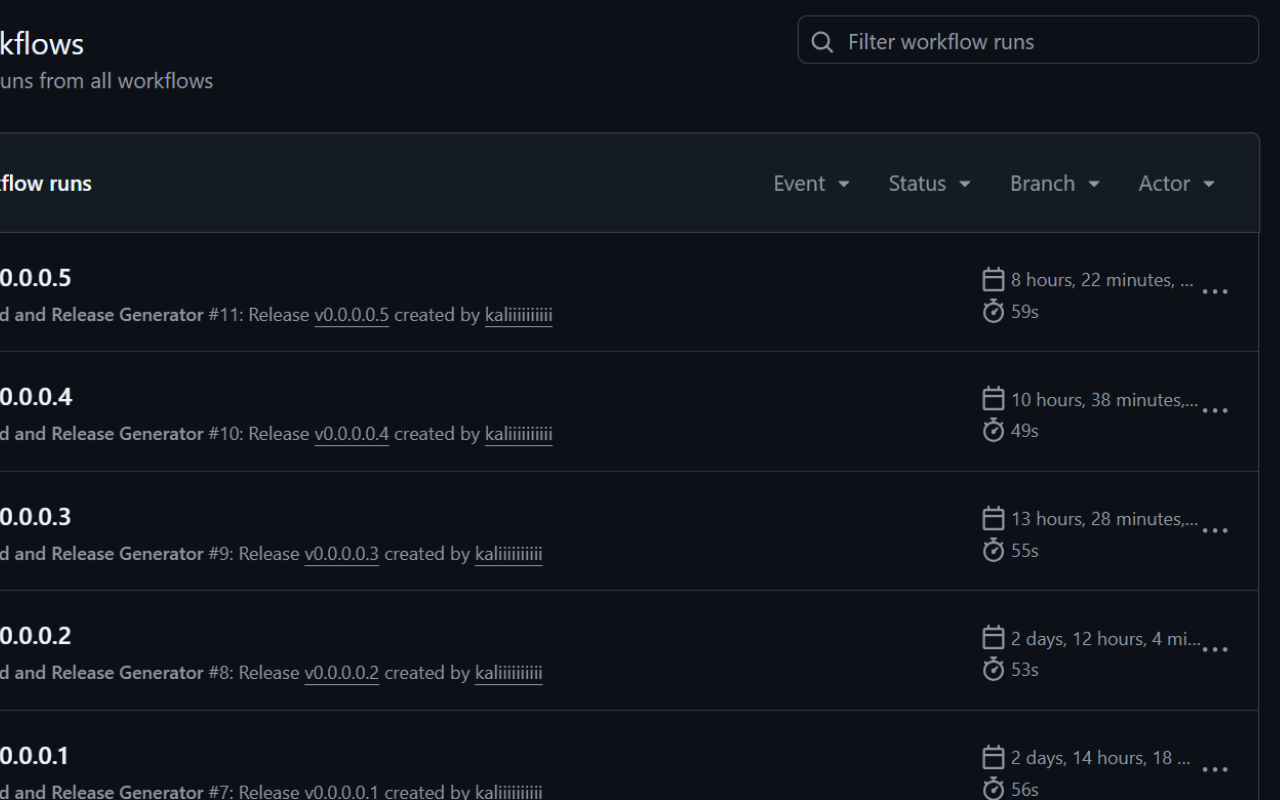 kflows
Filter workflow runs
uns from all workflows
flow runs
Event
Status
Branch
Actor
0.0.0.5
8 hours, 22 minutes, ...
d and Release Generator #11: Release v0.0.0.5 created by kaliiiiiiiiii
59s
0.0.0.4
10 hours, 38 minutes,...
d and Release Generator #10: Release v0.0.0.4 created by kaliiiiiiiiii
49s
0.0.0.3
13 hours, 28 minutes,...
d and Release Generator #9: Release v0.0.0.3 created by kaliiiiiiiiii
55s
0.0.0.2
2 days, 12 hours, 4 mi...
d and Release Generator #8: Release v0.0.0.2 created by kaliiiiiiiiii
53s
0.0.0.1
2 days, 14 hours, 18 ...
d and Release Generator #7: Release v0.0.0.1 created by kaliiiiiiiiii
56s